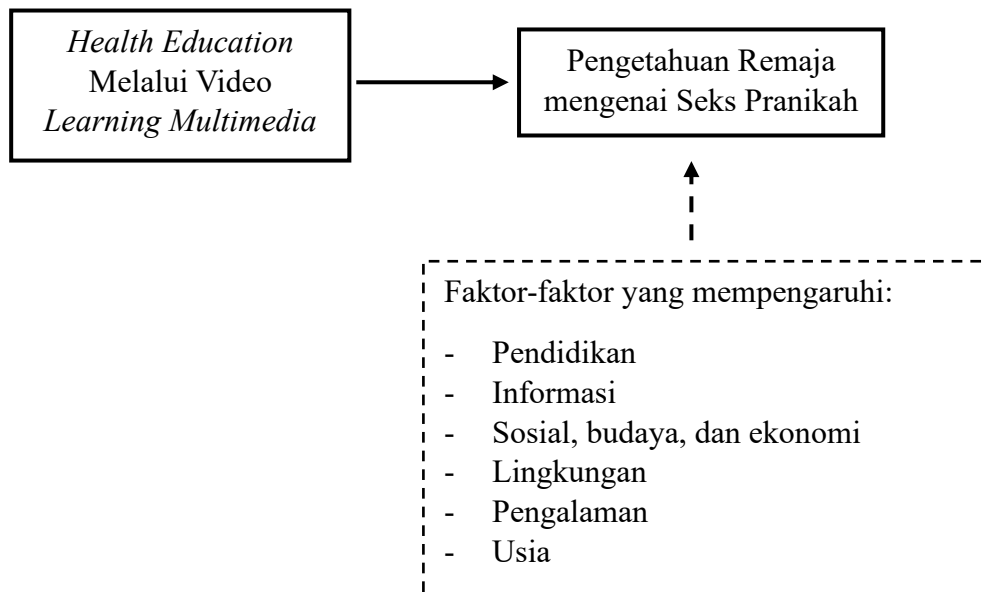 Health Education
Melalui Video
Learning Multimedia
Pengetahuan Remaja
mengenai Seks Pranikah
Faktor-faktor yang mempengaruhi:
- Pendidikan
- Informasi
- Sosial, budaya, dan ekonomi
- Lingkungan
- Pengalaman
- Usia